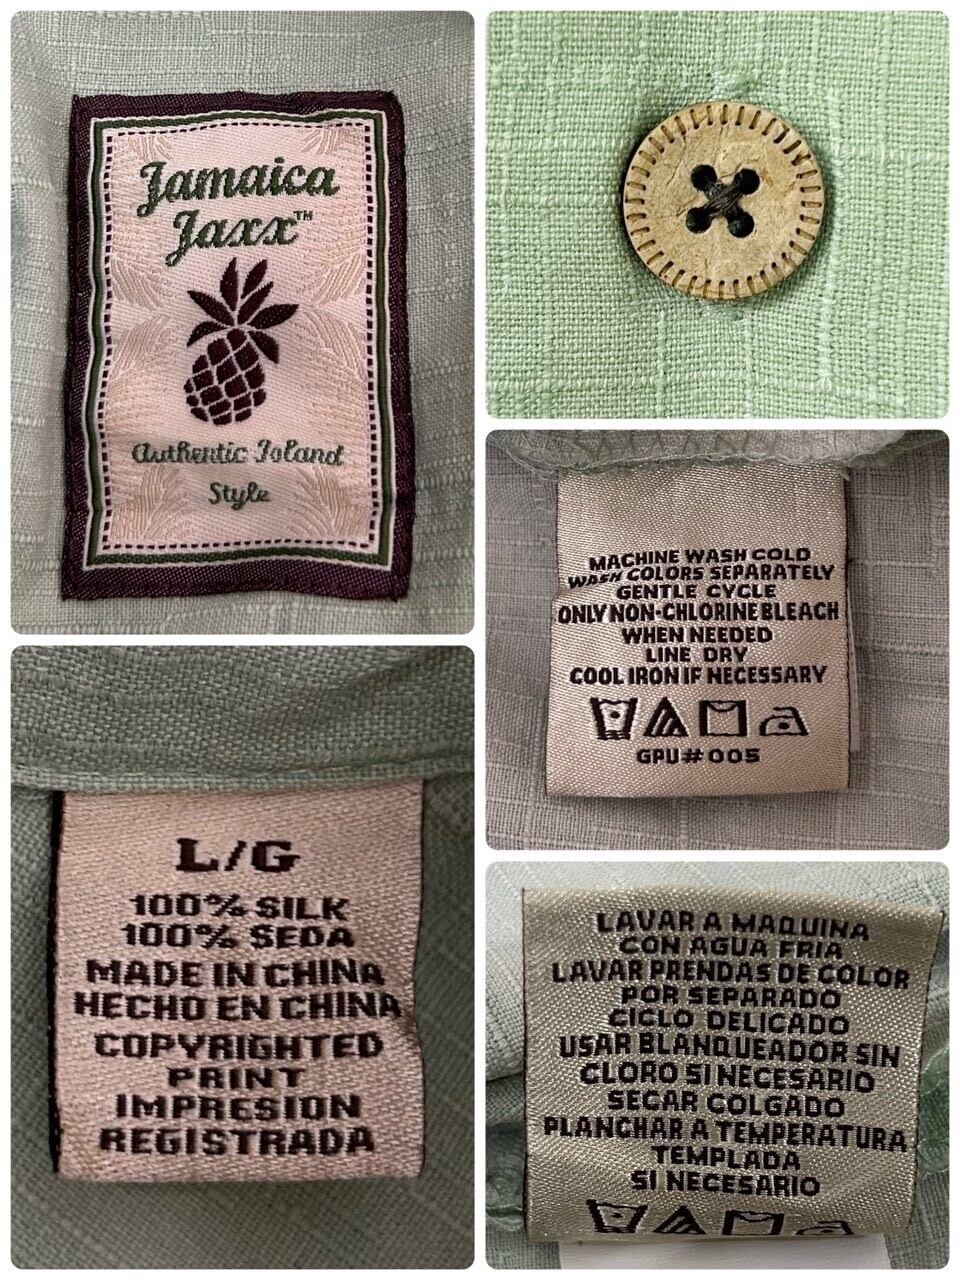 Jamaica
Jaxx™
Authentic Island
Style
MACHINE WASH COLD
WASH COLORS SEPARATELY
GENTLE CYCLE
ONLY NON-CHLORINE BLEACH
WHEN NEEDED
LINE DRY
COOL IRON IF NECESSARY
GPU# 005
L/G
100% SILK
100% SEDA
MADE IN CHINA
HECHO EN CHINA
COPYRIGHTED
PRINT
IMPRESION
REGISTRADA
LAVAR A MAQUINA
CON AGUA FRIA
LAVAR PRENDAS DE COLOR
POR SEPARADO
CICLO DELICADO
USAR BLANQUEADOR SIN
CLORO SI NECESARIO
SECAR COLGADO
PLANCHAR A TEMPERATURA
TEMPLADA
SI NECESARIO